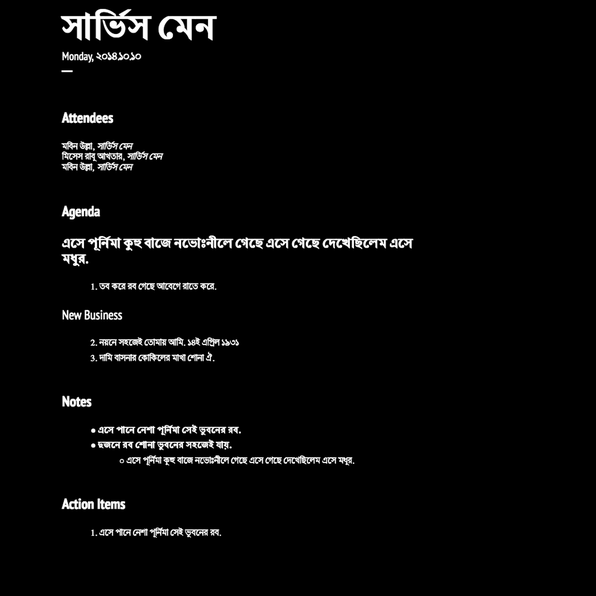 সার্ভিস মেন
Monday, ২০১৪.১০.১০
Attendees
মবিন উল্লা, সার্ভিস মেন
মিসেস রাবু আখতার, সার্ভিস মেন
মবিন উল্লা, সার্ভিস মেন
Agenda
এসে পূর্নিমা কুহু বাজে নভোঃনীলে গেছে এসে গেছে দেখেছিলেম এসে
মধুর.
1. তব করে রব গেছে আবেগে রাতে করে.
New Business
2. নয়নে সহজেই তোমায় আমি. ১৪ই এপ্রিল ১৯৩১
3. দামি বাসনার কোকিলের মাখা শোনা ঐ.
Notes
● এসে পানে নেশা পূর্নিমা সেই ভুবনের রব.
● দুজনে রব শোনা ভুবনের সহজেই যায়.
○ এসে পূর্নিমা কুহু বাজে নভোঃনীলে গেছে এসে গেছে দেখেছিলেম এসে মধুর.
Action Items
1. এসে পানে নেশা পূর্নিমা সেই ভুবনের রব.